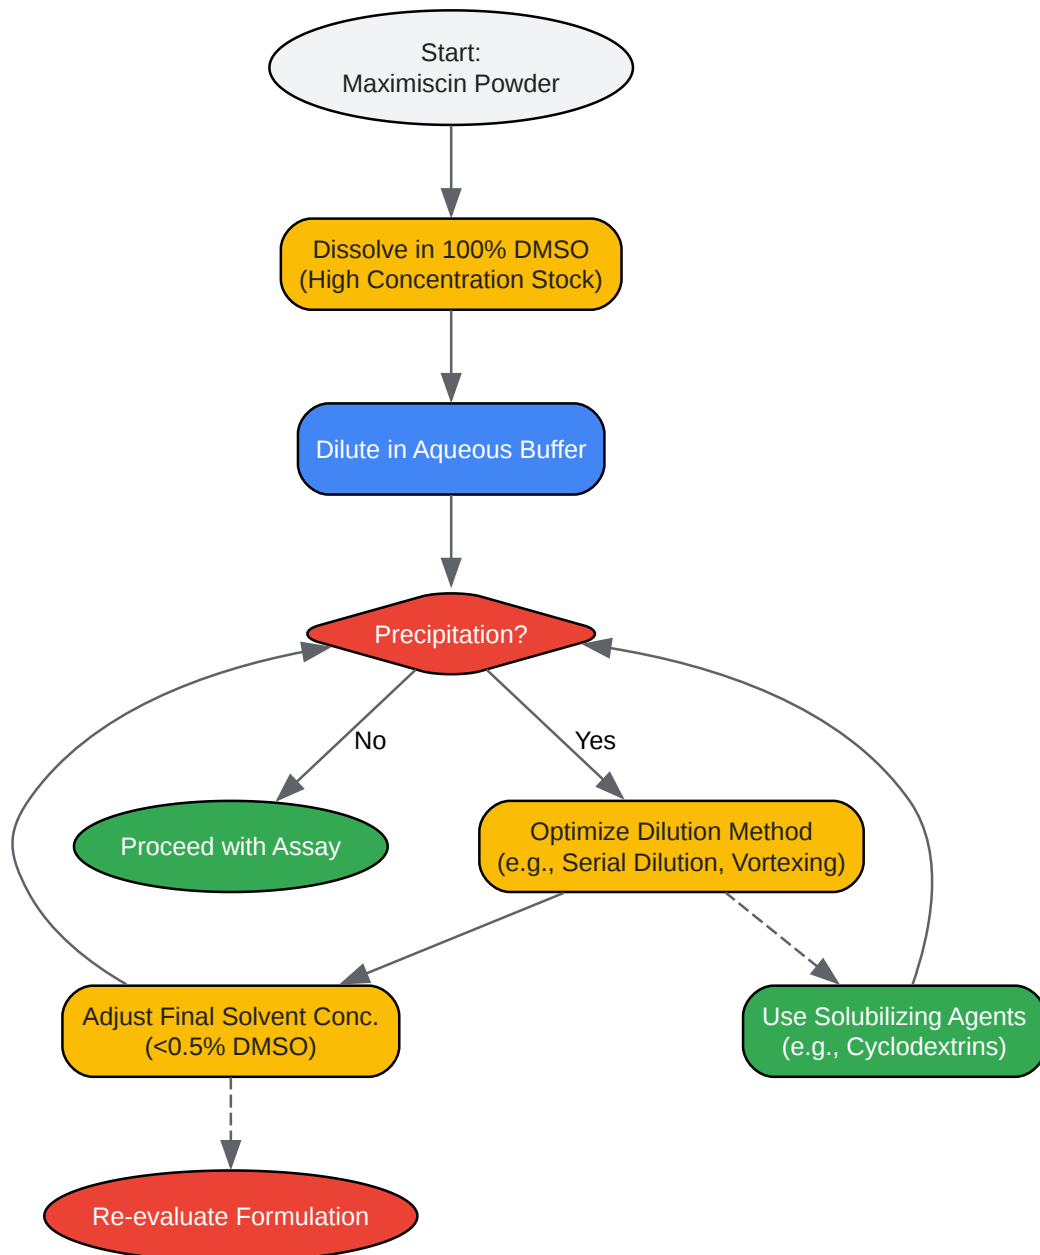 Start:
Maximiscin Powder
Dissolve in 100% DMSO
(High Concentration Stock)
Dilute in Aqueous Buffer
Precipitation?
No
Yes
Proceed with Assay
Optimize Dilution Method
(e.g., Serial Dilution, Vortexing)
Adjust Final Solvent Conc.
(<0.5% DMSO)
Use Solubilizing Agents
(e.g., Cyclodextrins)
Re-evaluate Formulation